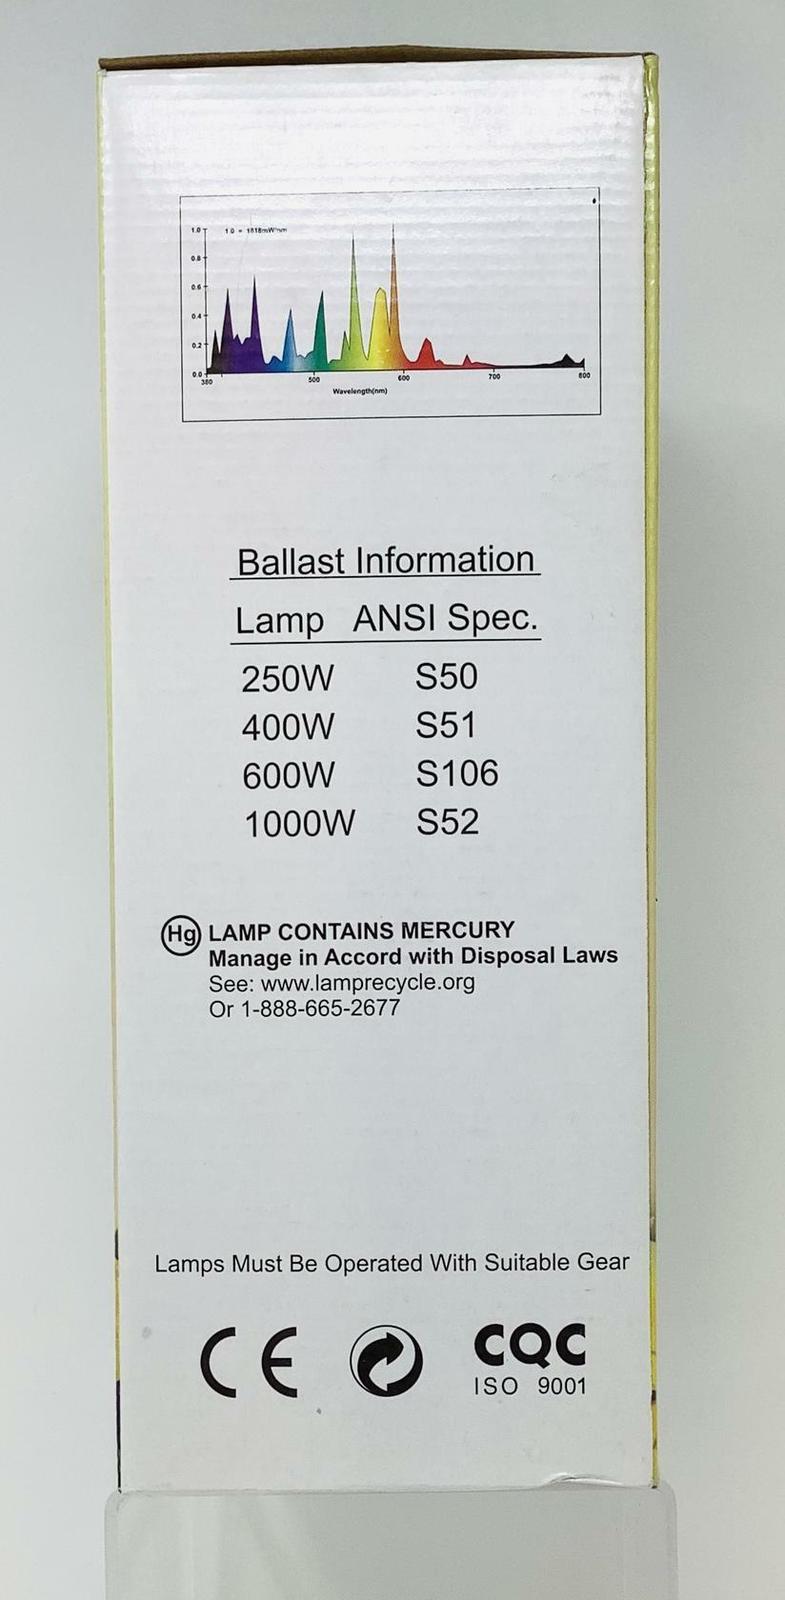 1.0 1.0 = 1818mW/nm
0.8
0.6
0.4
0.2
0.0
380 500 600 700 800
Wavelength(nm)
Ballast Information
Lamp ANSI Spec.
250W S50
400W S51
600W S106
1000W S52
Hg LAMP CONTAINS MERCURY
Manage in Accord with Disposal Laws
See: www.lamprecycle.org
Or 1-888-665-2677
Lamps Must Be Operated With Suitable Gear
CE CQC
ISO 9001